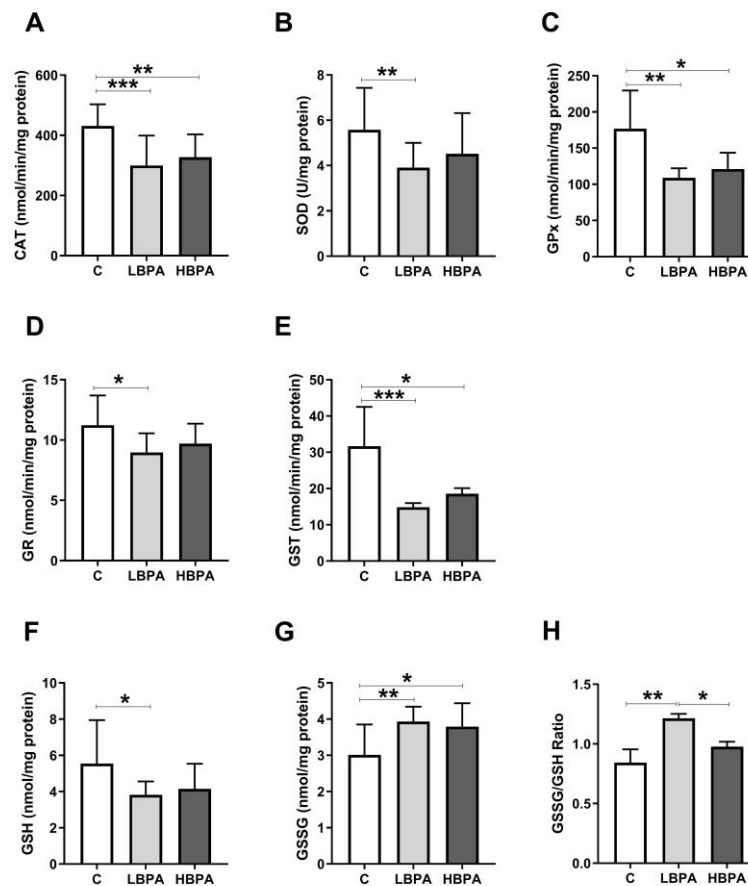 A
CAT (nmol/min/mg protein)
600
400
200
0
**
***
C LBPA HBPA
B
SOD (U/mg protein)
8
6
4
2
0
**
C LBPA HBPA
C
GPx (nmol/min/mg protein)
250
200
150
100
50
0
*
**
C LBPA HBPA
D
GR (nmol/min/mg protein)
15
10
5
0
*
C LBPA HBPA
E
GST (nmol/min/mg protein)
50
40
30
20
10
0
*
***
C LBPA HBPA
F
GSH (nmol/mg protein)
10
8
6
4
2
0
*
C LBPA HBPA
G
GSSG (nmol/mg protein)
5
4
3
2
1
0
*
**
C LBPA HBPA
H
GSSG/GSH Ratio
1.5
1.0
0.5
0.0
** *
C LBPA HBPA